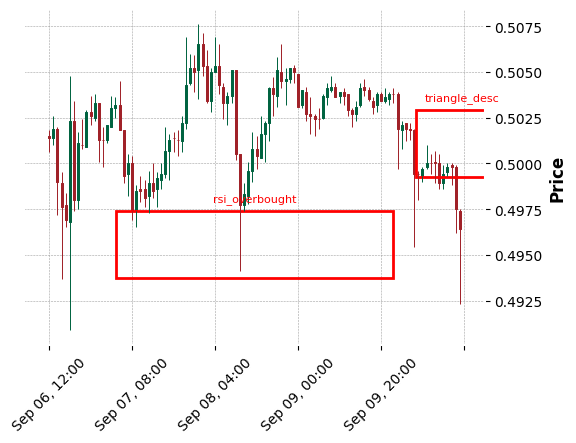 0.5075
0.5050
triangle_desc
0.5025
0.5000
Price
rsi_overbought
0.4975
0.4950
0.4925
Sep 06, 12:00
Sep 07, 08:00
Sep 08, 04:00
Sep 09, 00:00
Sep 09, 20:00